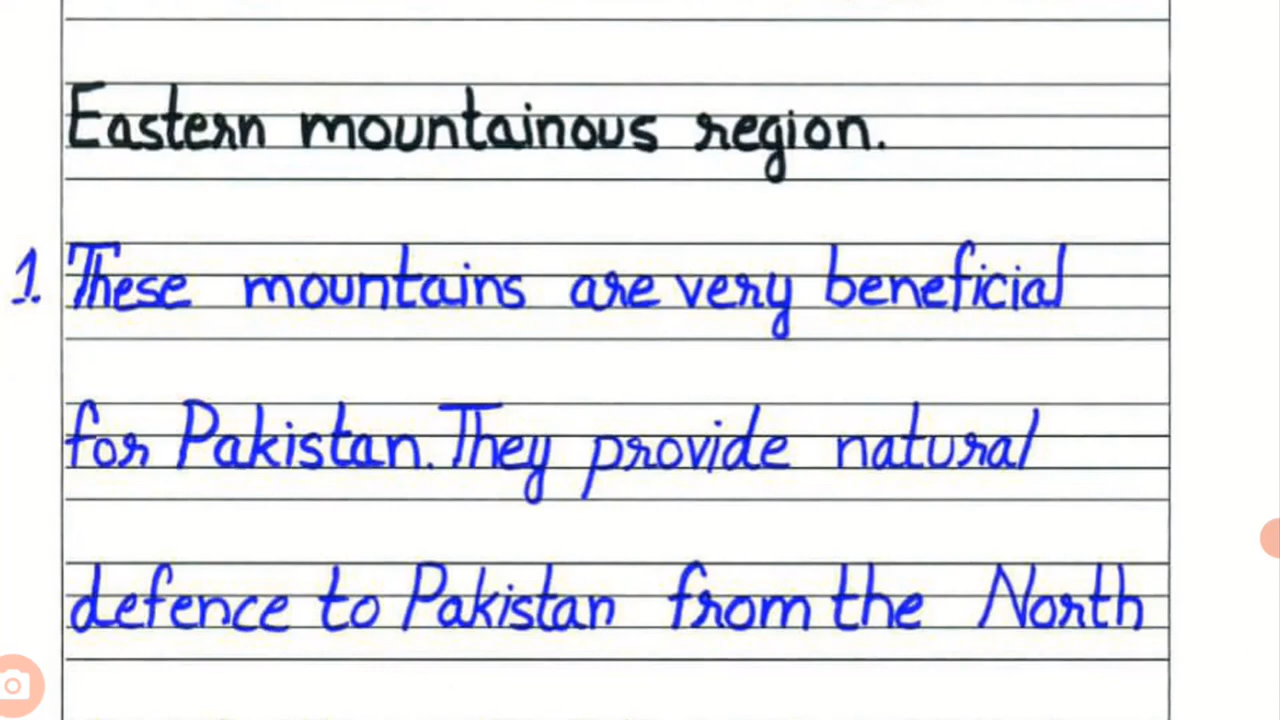 Eastern mountainous region.
1. These mountains are very beneficial
for Pakistan. They provide natural
defence to Pakistan from the North